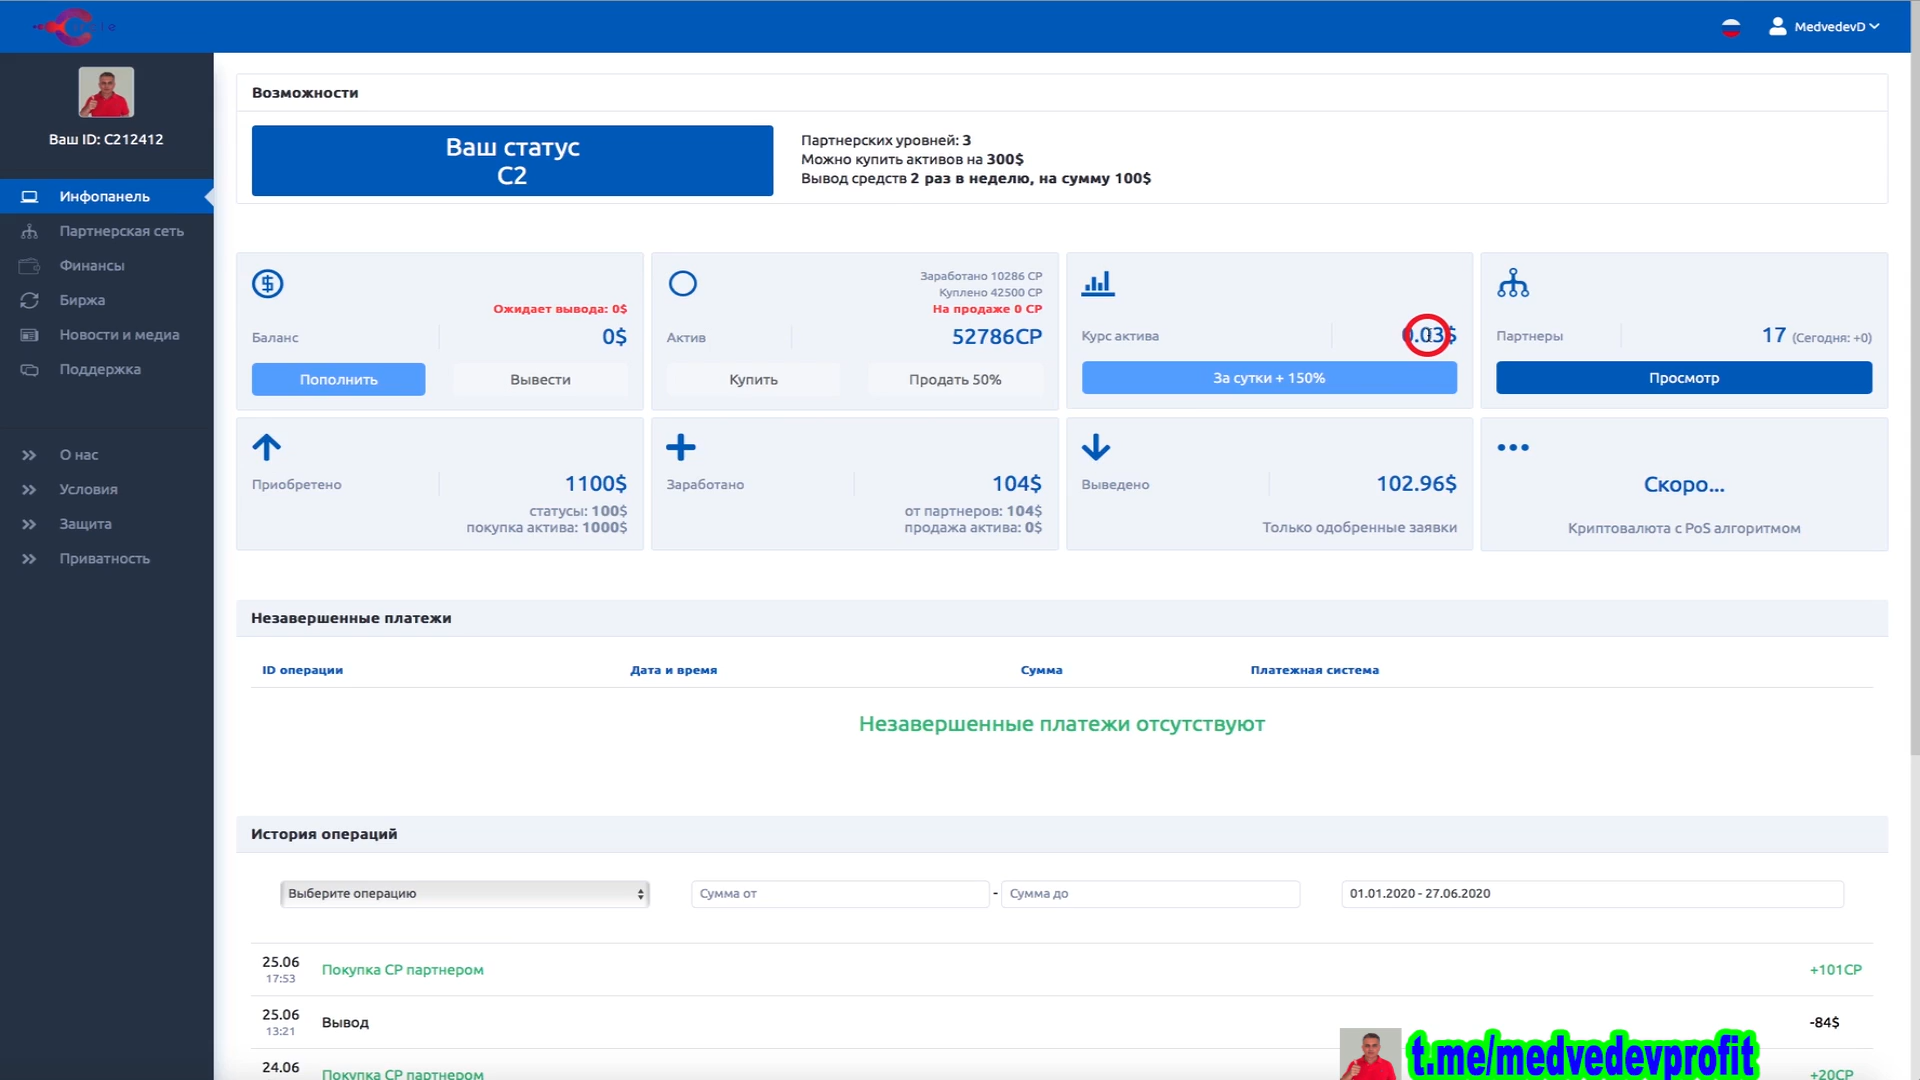 MedvedevD
Ваш ID: C212412
Инфопанель
Партнерская сеть
Финансы
Биржа
Новости и медиа
Поддержка
О нас
Условия
Защита
Приватность
Возможности
Ваш статус
C2
Партнерских уровней: 3
Можно купить активов на 300$
Вывод средств 2 раз в неделю, на сумму 100$
Ожидает вывода: 0$
Баланс
0$
Пополнить
Вывести
Заработано 10286 CP
Куплено 42500 CP
На продаже 0 CP
Актив
52786CP
Купить
Продать 50%
Курс актива
0.03$
За сутки + 150%
Партнеры
17 (Сегодня: +0)
Просмотр
Приобретено
1100$
статусы: 100$
покупка актива: 1000$
Заработано
104$
от партнеров: 104$
продажа актива: 0$
Выведено
102.96$
Только одобренные заявки
Скоро...
Криптовалюта с PoS алгоритмом
Незавершенные платежи
ID операции
Дата и время
Сумма
Платежная система
Незавершенные платежи отсутствуют
История операций
Выберите операцию
Сумма от
-
Сумма до
01.01.2020 - 27.06.2020
25.06
17:53
Покупка CP партнером
+101CP
25.06
13:21
Вывод
-84$
24.06
Покупка CP партнером
+20CP
t.me/medvedevprofit